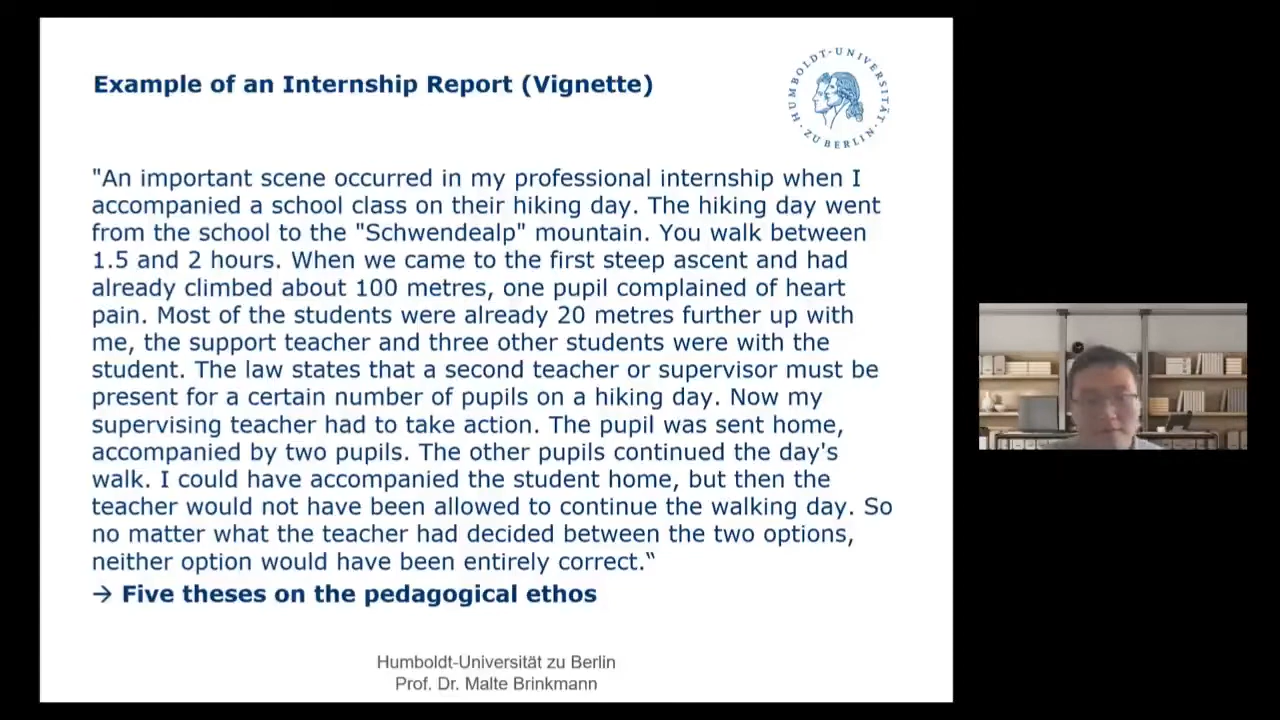 Example of an Internship Report (Vignette)
HUMBOLDT-UNIVERSITÄT ZU BERLIN
"An important scene occurred in my professional internship when I
accompanied a school class on their hiking day. The hiking day went
from the school to the "Schwendealp" mountain. You walk between
1.5 and 2 hours. When we came to the first steep ascent and had
already climbed about 100 metres, one pupil complained of heart
pain. Most of the students were already 20 metres further up with
me, the support teacher and three other students were with the
student. The law states that a second teacher or supervisor must be
present for a certain number of pupils on a hiking day. Now my
supervising teacher had to take action. The pupil was sent home,
accompanied by two pupils. The other pupils continued the day's
walk. I could have accompanied the student home, but then the
teacher would not have been allowed to continue the walking day. So
no matter what the teacher had decided between the two options,
neither option would have been entirely correct.“
→ Five theses on the pedagogical ethos
Humboldt-Universität zu Berlin
Prof. Dr. Malte Brinkmann